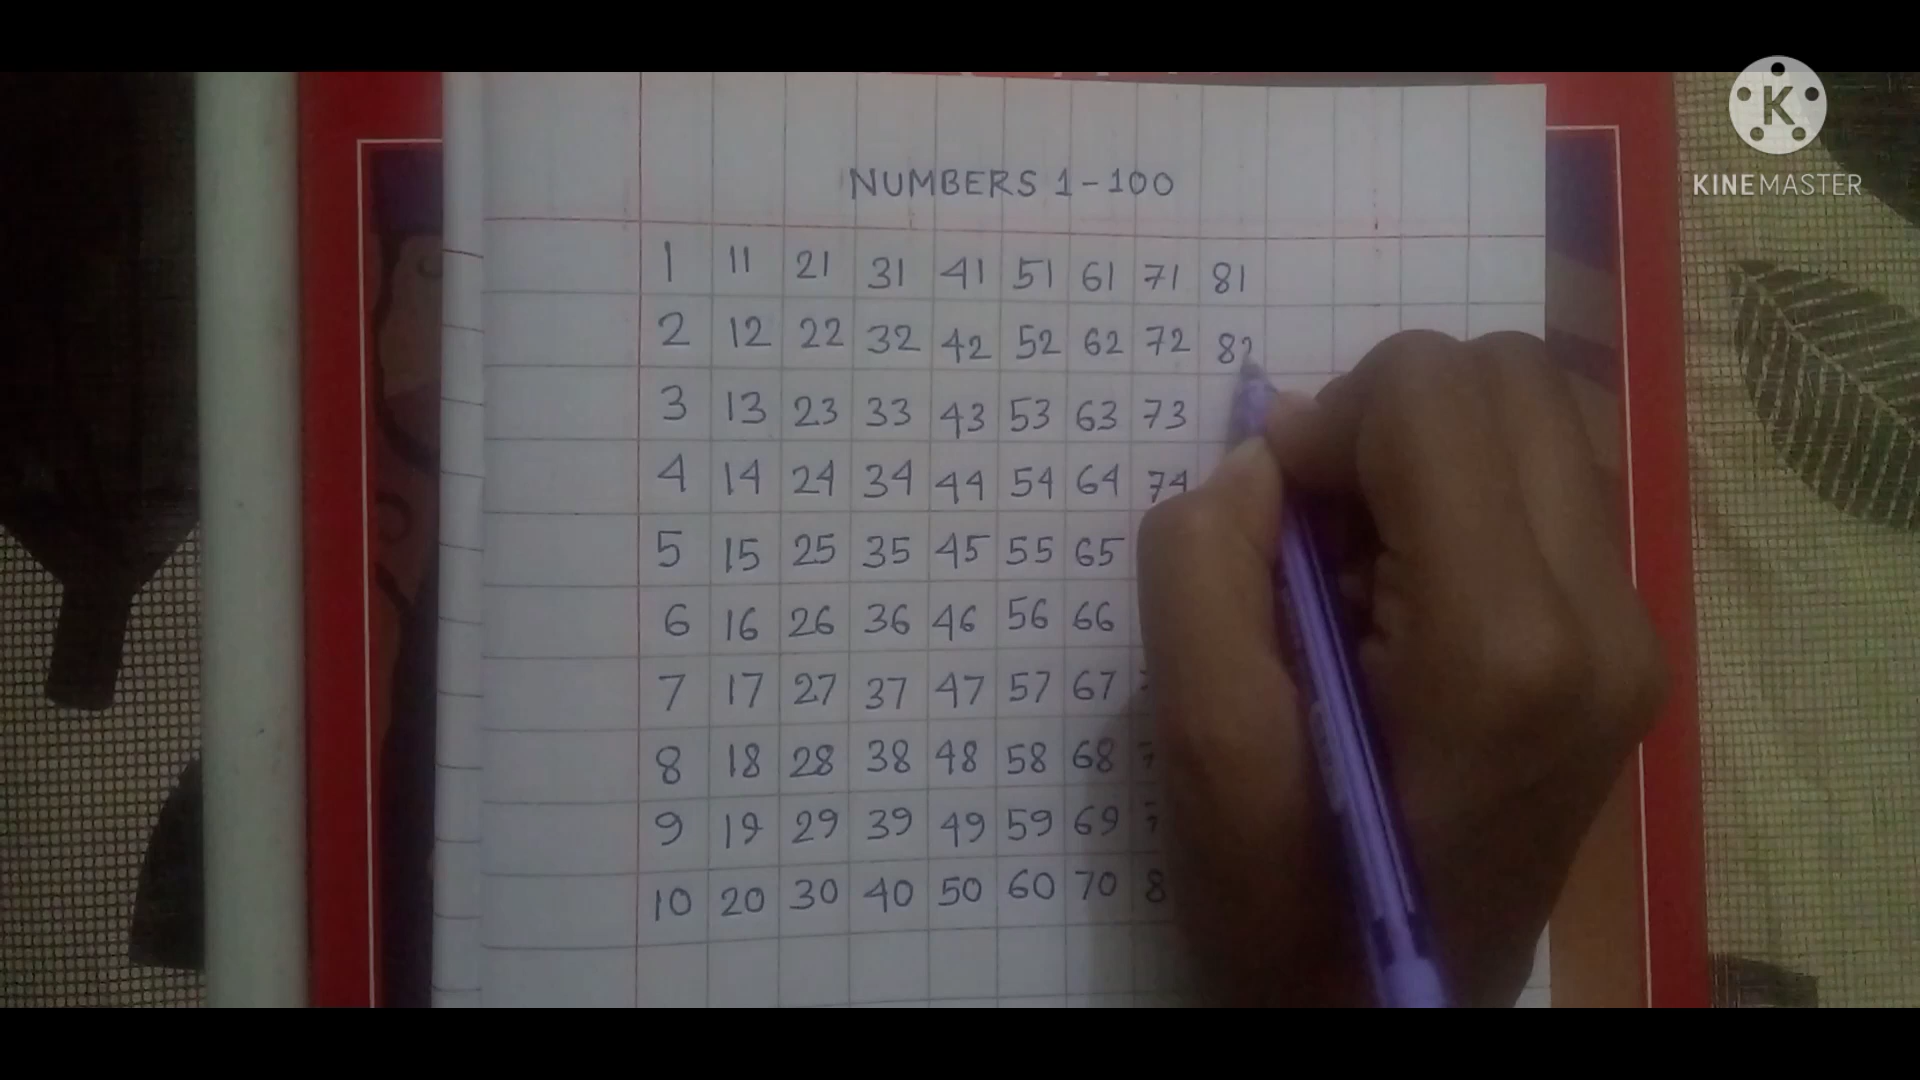 KINEMASTER
NUMBERS 1-100
1 11 21 31 41 51 61 71 81
2 12 22 32 42 52 62 72 82
3 13 23 33 43 53 63 73
4 14 24 34 44 54 64 74
5 15 25 35 45 55 65
6 16 26 36 46 56 66
7 17 27 37 47 57 67
8 18 28 38 48 58 68
9 19 29 39 49 59 69
10 20 30 40 50 60 70